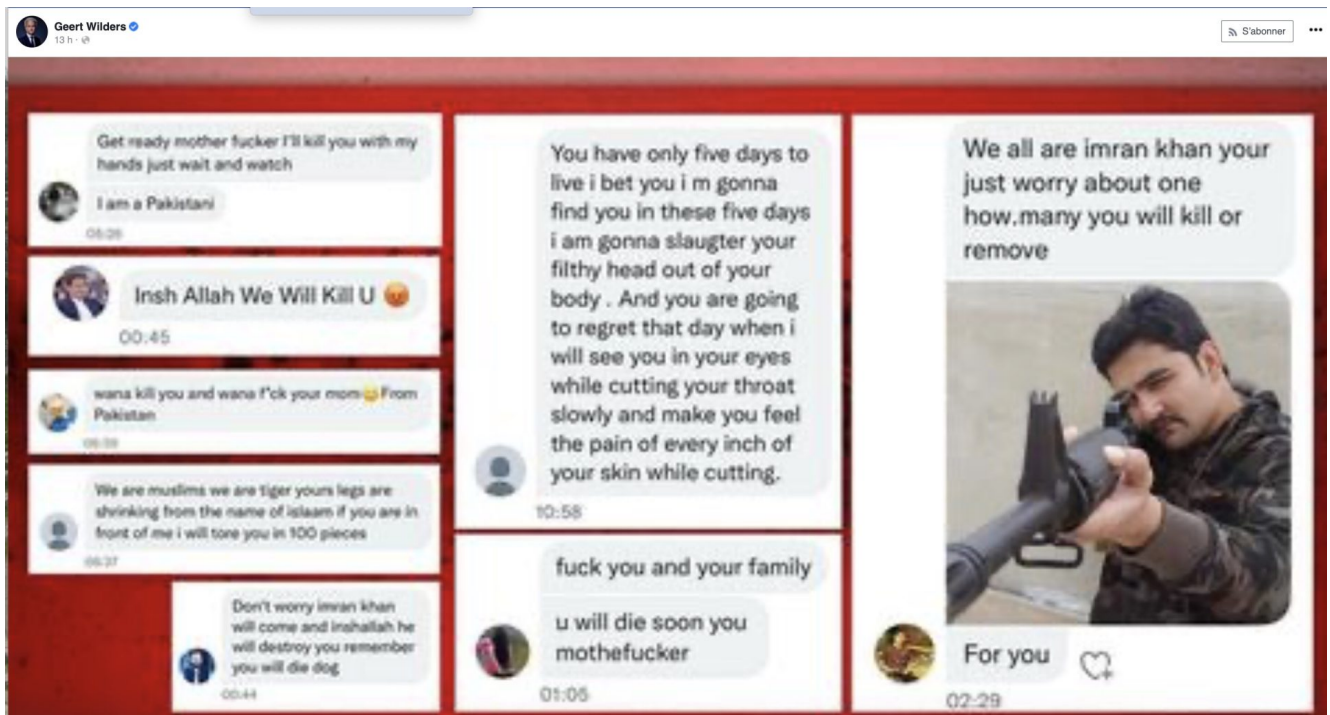 Geert Wilders
13 h ·
S'abonner
Get ready mother fucker I'll kill you with my
hands just wait and watch
I am a Pakistani
05:26
Insh Allah We Will Kill U 😡
00:45
wana kill you and wana f*ck your mom😊From
Pakistan
06:39
We are muslims we are tiger yours legs are
shrinking from the name of islaam if you are in
front of me i will tore you in 100 pieces
06:37
Don't worry imran khan
will come and inshallah he
will destroy you remember
you will die dog
00:44
You have only five days to
live i bet you i m gonna
find you in these five days
i am gonna slaugter your
filthy head out of your
body . And you are going
to regret that day when i
will see you in your eyes
while cutting your throat
slowly and make you feel
the pain of every inch of
your skin while cutting.
10:58
fuck you and your family
u will die soon you
mothefucker
01:05
We all are imran khan your
just worry about one
how.many you will kill or
remove
For you
02:29